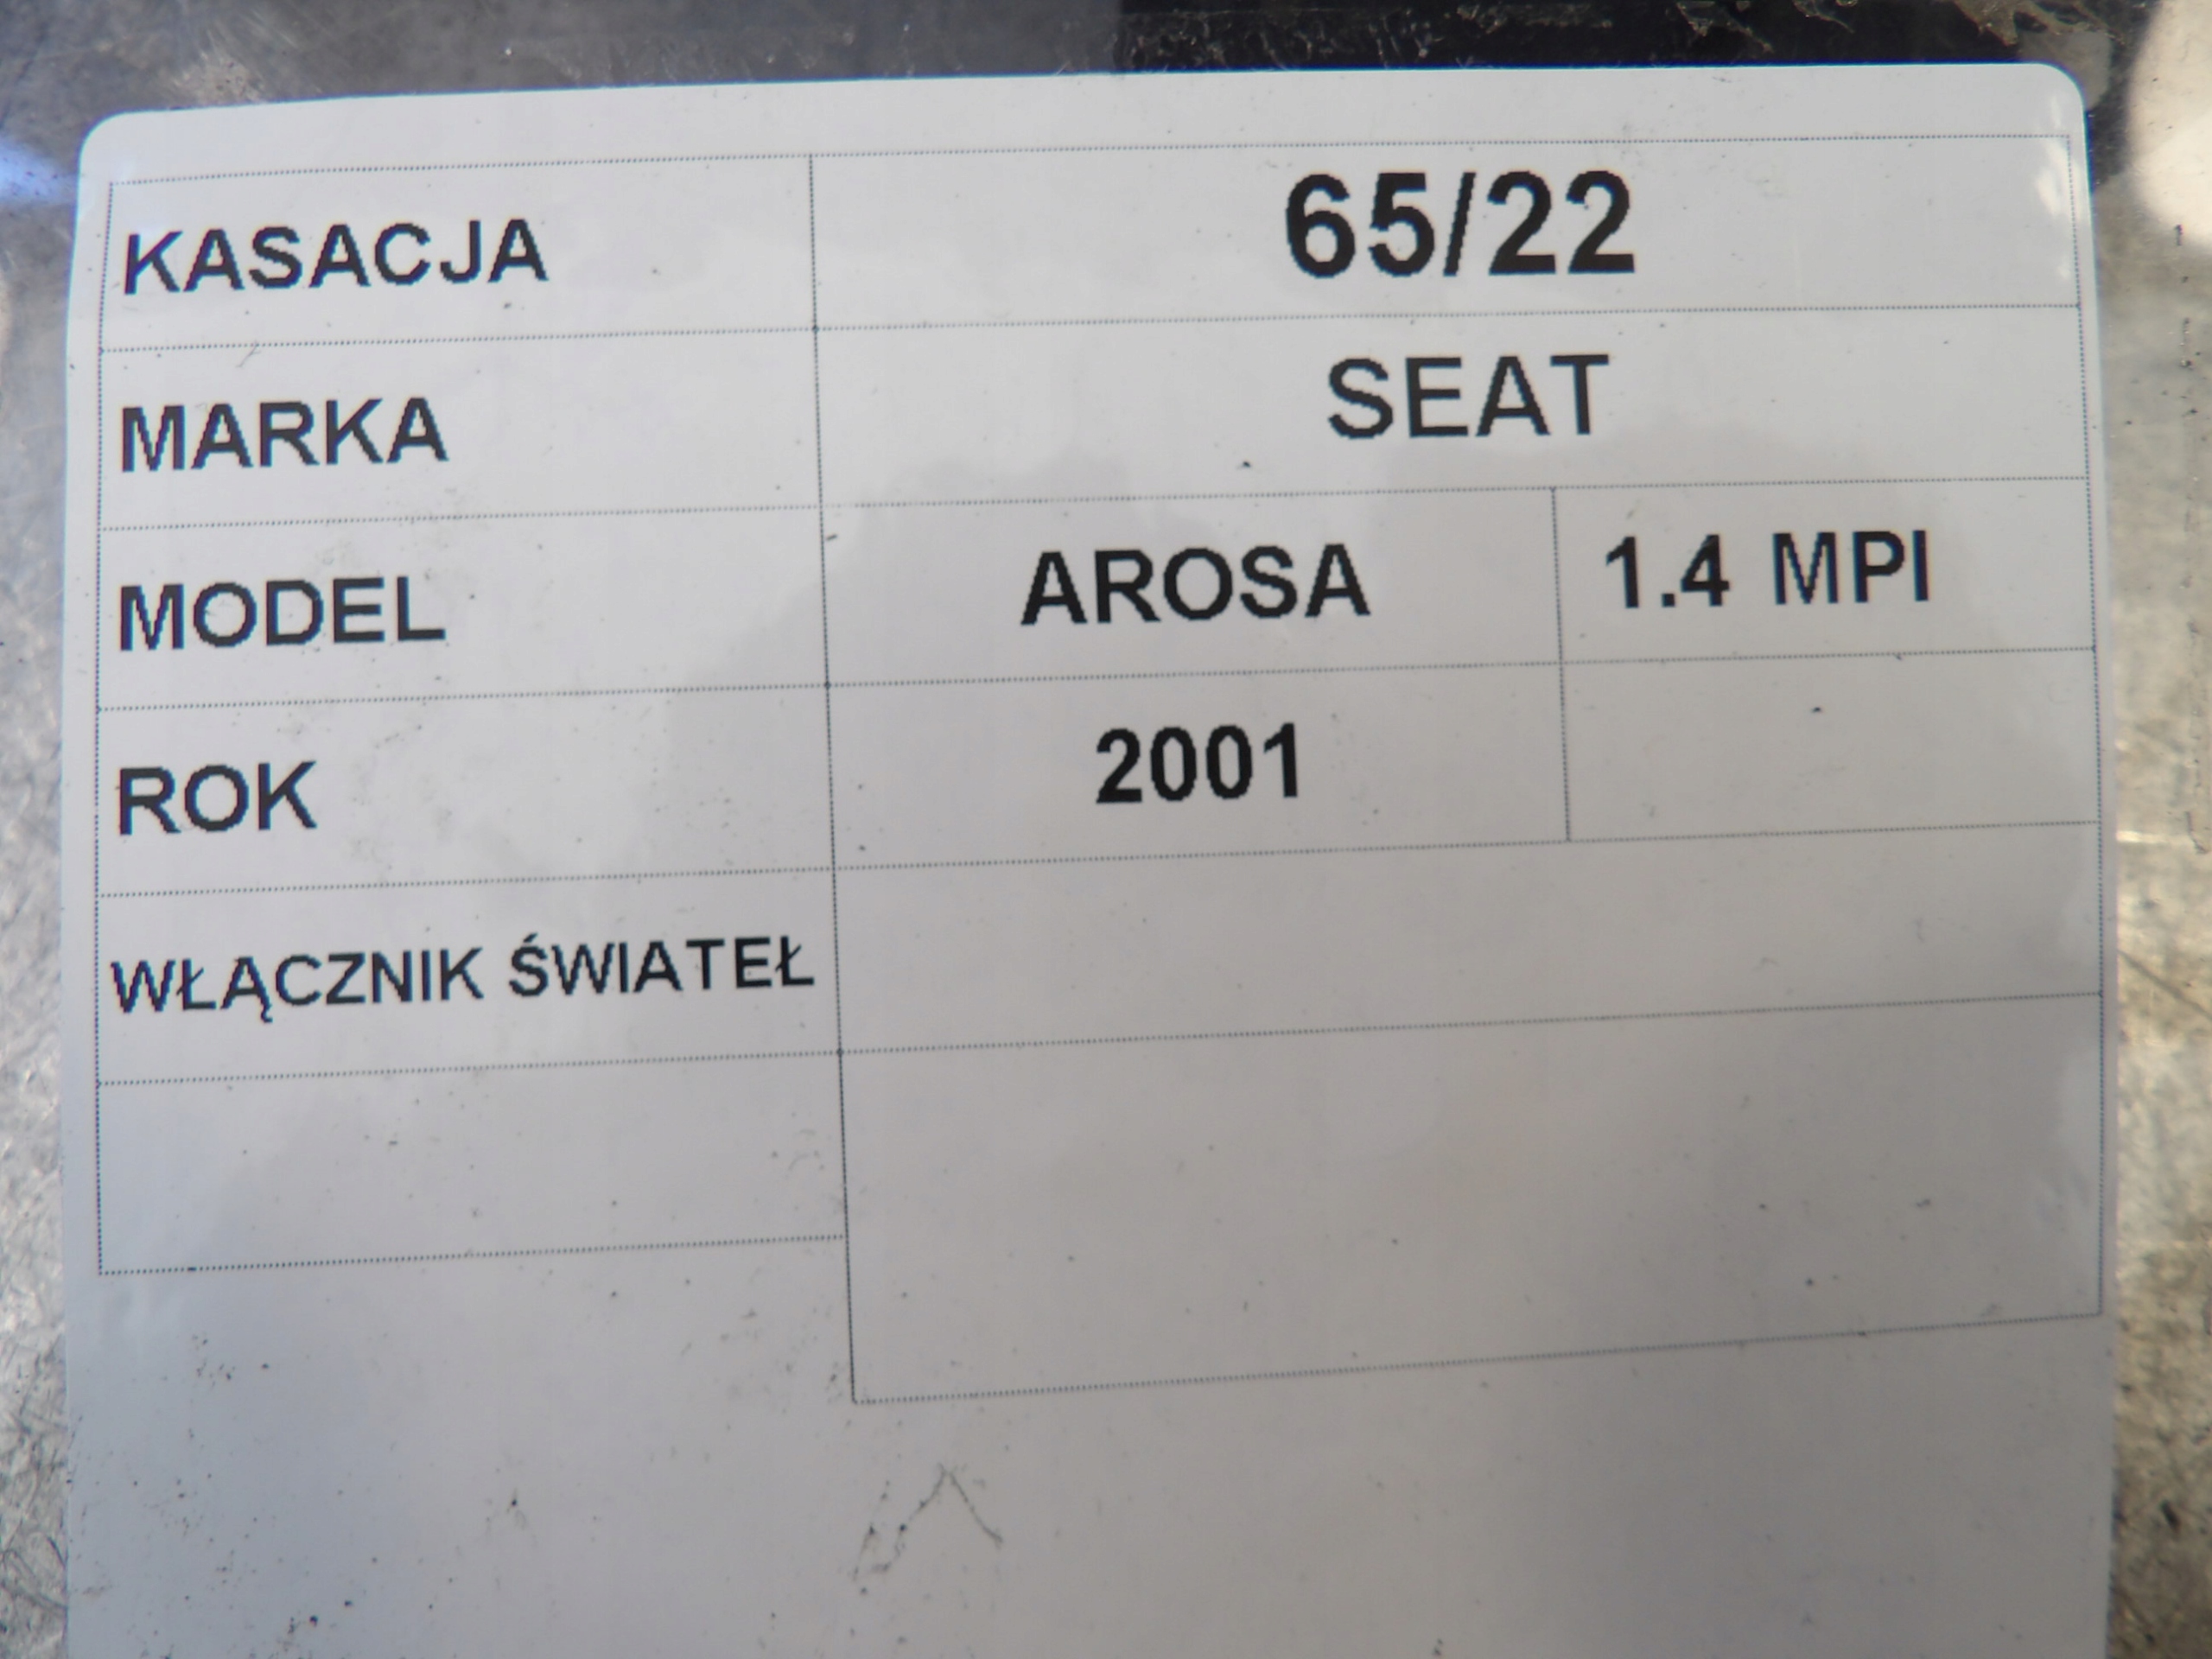 KASACJA 65/22
MARKA SEAT
MODEL AROSA 1.4 MPI
ROK 2001
WŁĄCZNIK ŚWIATEŁ